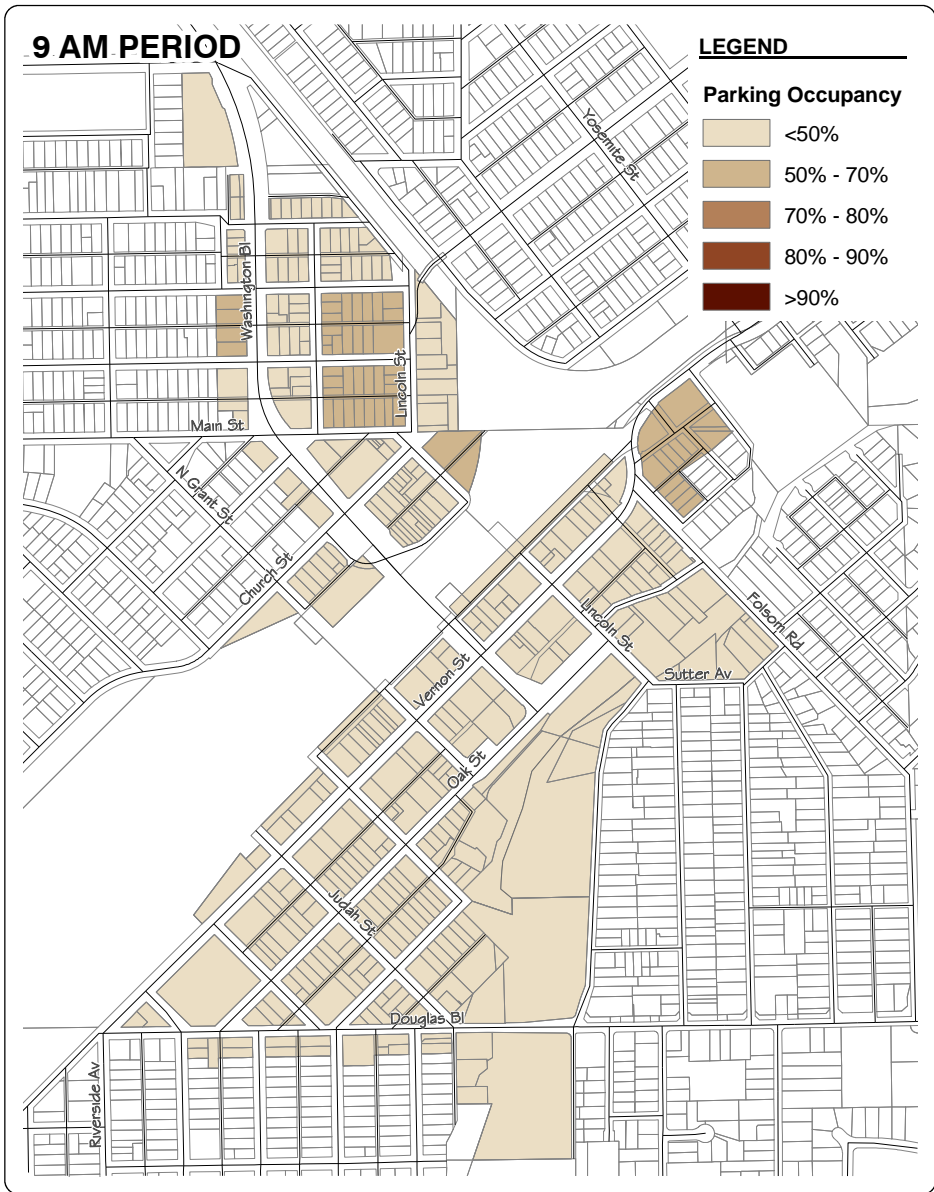 9 AM PERIOD
LEGEND
Parking Occupancy
<50%
50% - 70%
70% - 80%
80% - 90%
>90%
Yosemite St
Washington Bl
Lincoln St
Main St
N Grant St
Church St
Lincoln St
Folsom Rd
Sutter Av
Vernon St
Oak St
Judah St
Douglas Bl
Riverside Av